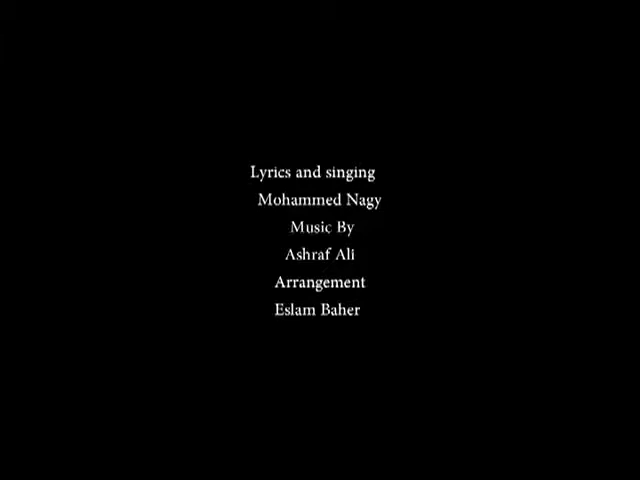 Lyrics and singing
Mohammed Nagy
Music By
Ashraf Ali
Arrangement
Eslam Baher